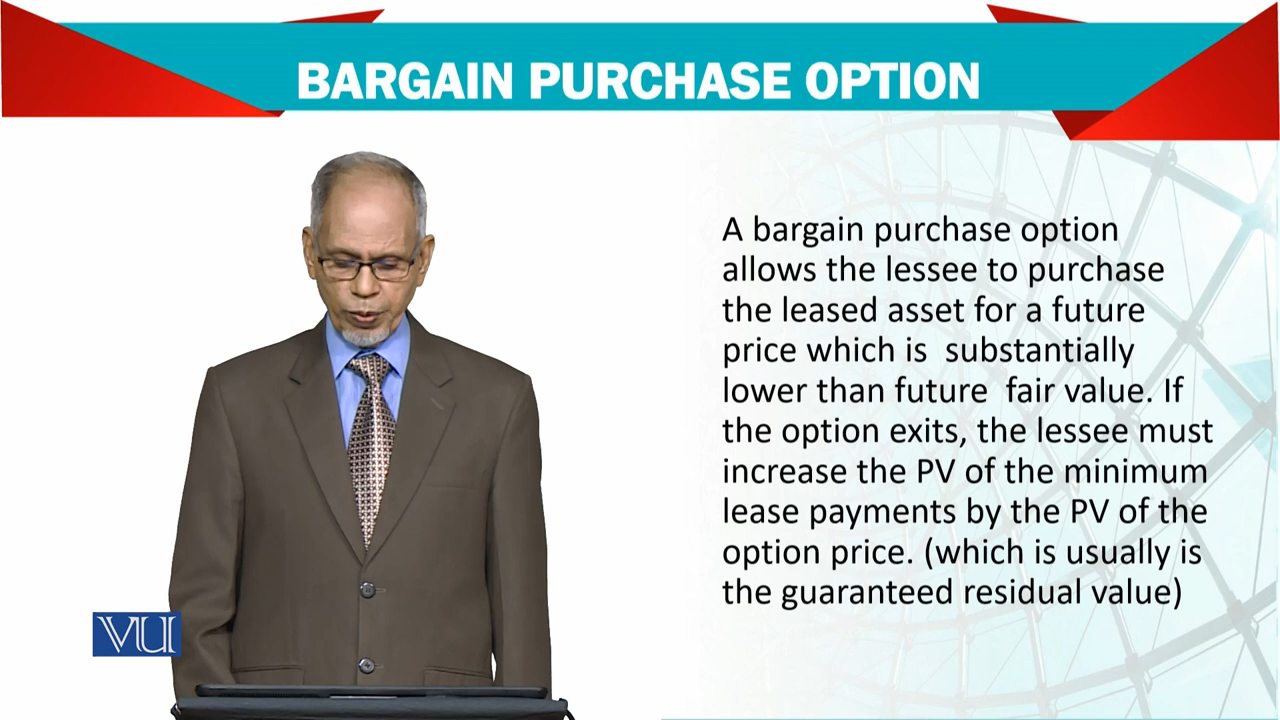 BARGAIN PURCHASE OPTION
A bargain purchase option
allows the lessee to purchase
the leased asset for a future
price which is  substantially
lower than future  fair value. If
the option exits, the lessee must
increase the PV of the minimum
lease payments by the PV of the
option price. (which is usually is
the guaranteed residual value)
VU